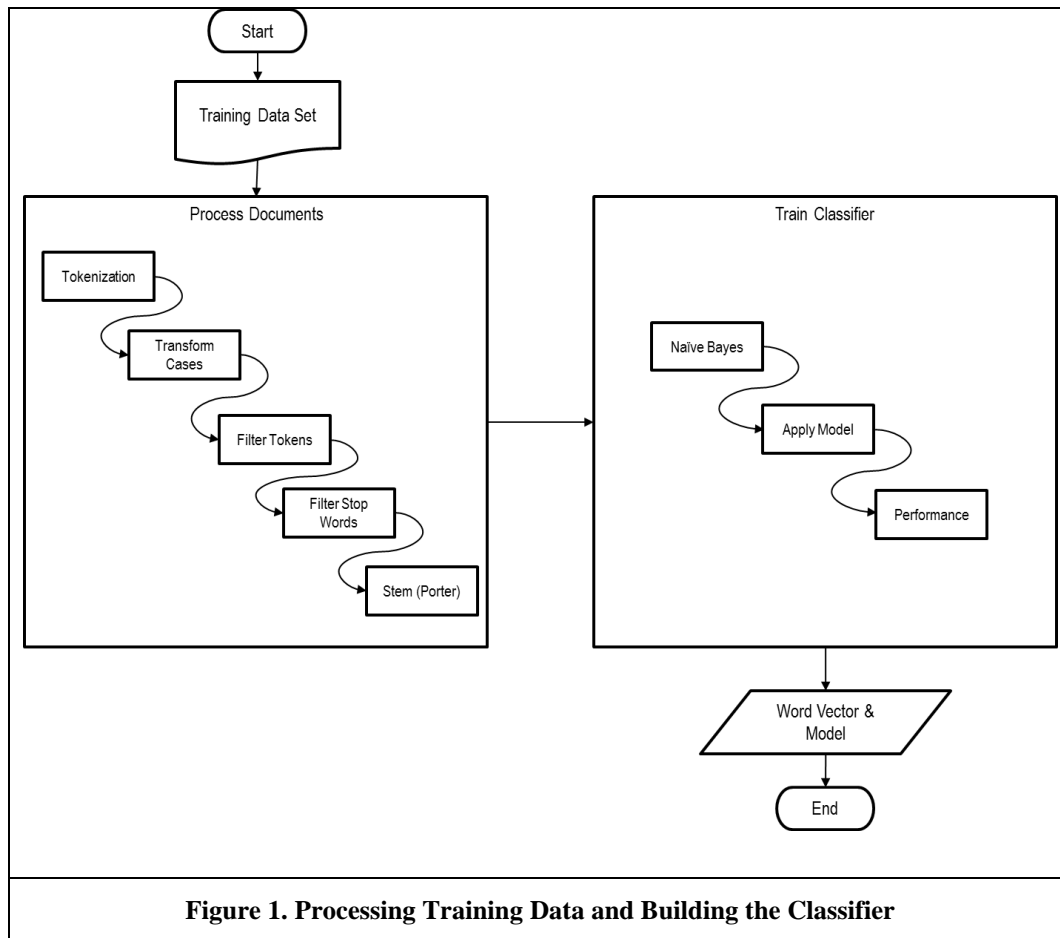 Start
Training Data Set
Process Documents
Tokenization
Transform
Cases
Filter Tokens
Filter Stop
Words
Stem (Porter)
Train Classifier
Naïve Bayes
Apply Model
Performance
Word Vector &
Model
End
Figure 1. Processing Training Data and Building the Classifier